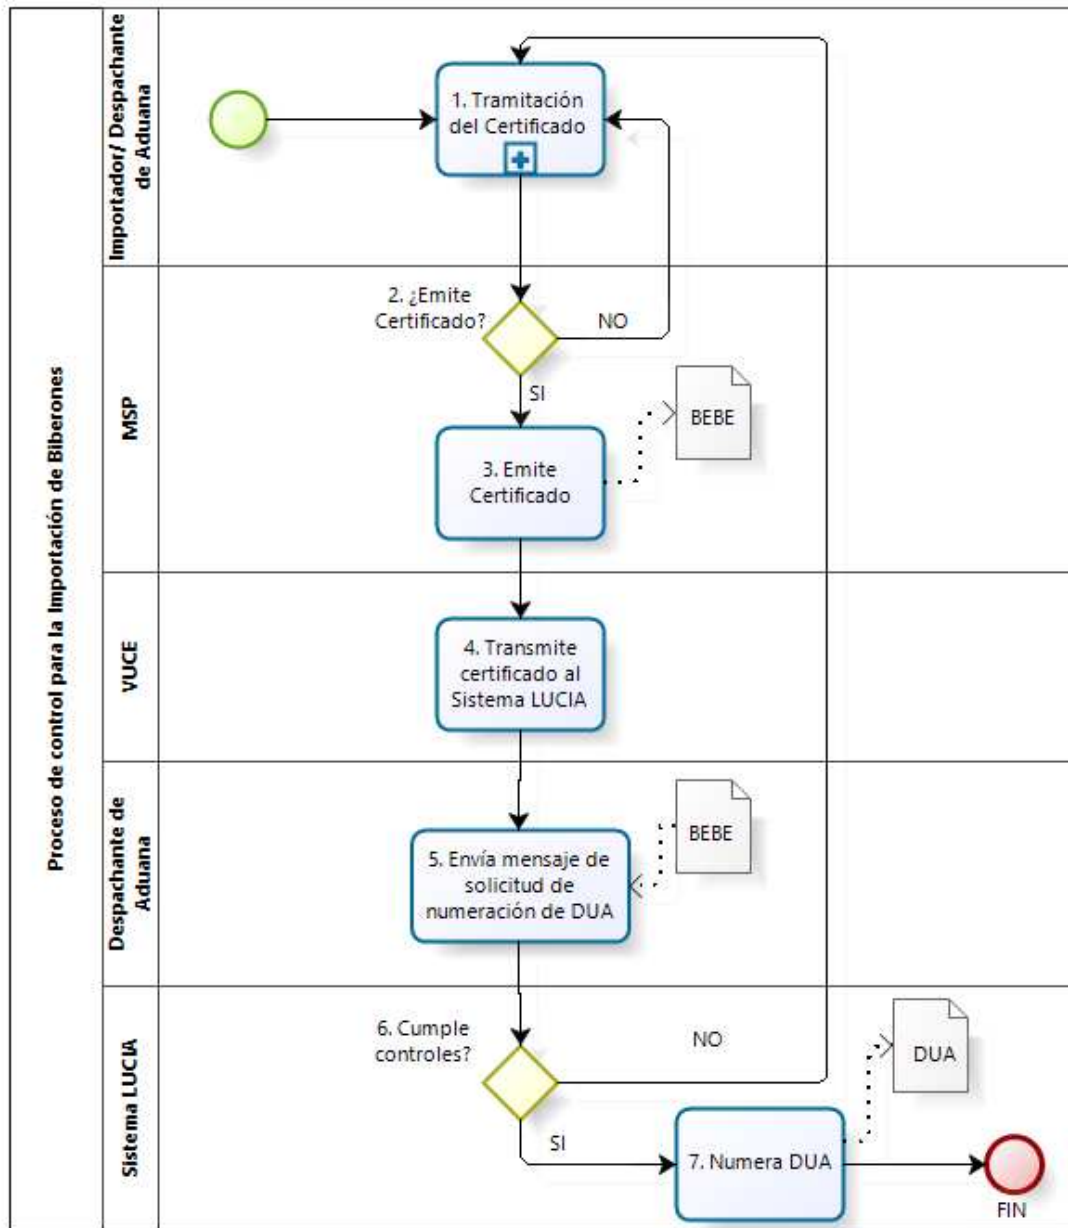 Proceso de control para la Importación de Biberones
Importador/ Despachante
de Aduana
1. Tramitación
del Certificado
MSP
2. ¿Emite
Certificado?
NO
SI
BEBE
3. Emite
Certificado
VUCE
4. Transmite
certificado al
Sistema LUCIA
Despachante de
Aduana
BEBE
5. Envía mensaje de
solicitud de
numeración de DUA
Sistema LUCIA
6. Cumple
controles?
NO
DUA
SI
7. Numera DUA
FIN